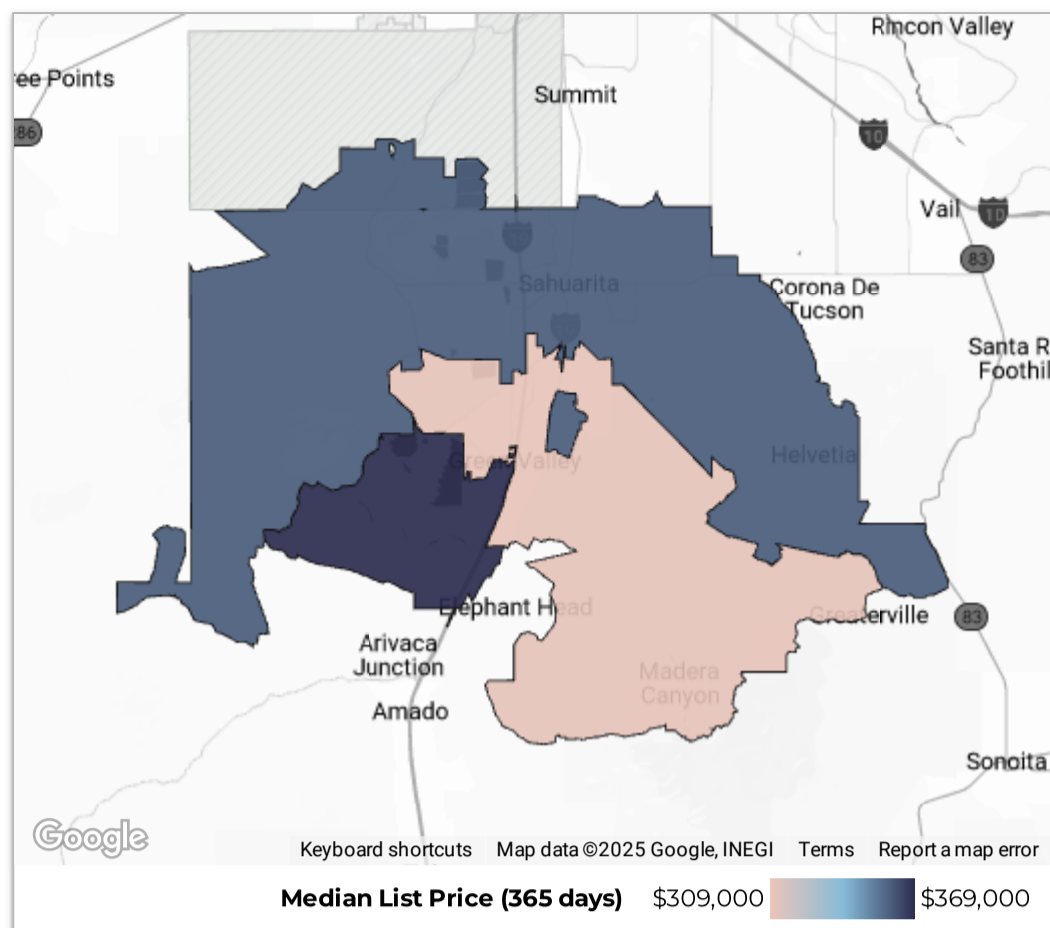 Rincon Valley
ree Points
Summit
86
10
Vail
10
83
Sahuarita
Corona De
Tucson
Santa R
Foothil
Helvetia
Green Valley
Elephant Head
Greaterville
83
Arivaca
Junction
Madera
Canyon
Amado
Sonoita
Google
Keyboard shortcuts
Map data ©2025 Google, INEGI
Terms
Report a map error
Median List Price (365 days)
$309,000
$369,000